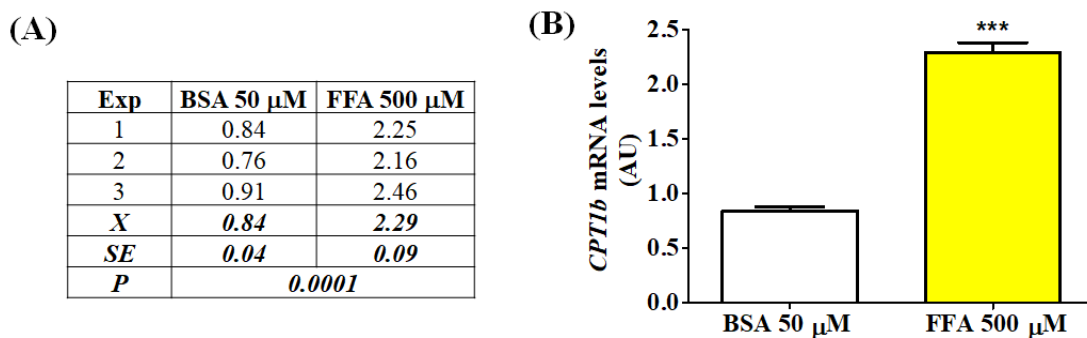 (A)
Exp BSA 50 μM FFA 500 μM
1 0.84 2.25
2 0.76 2.16
3 0.91 2.46
X 0.84 2.29
SE 0.04 0.09
P 0.0001
(B)
CPT1b mRNA levels
(AU)
2.5
2.0
1.5
1.0
0.5
0.0
***
BSA 50 μM FFA 500 μM